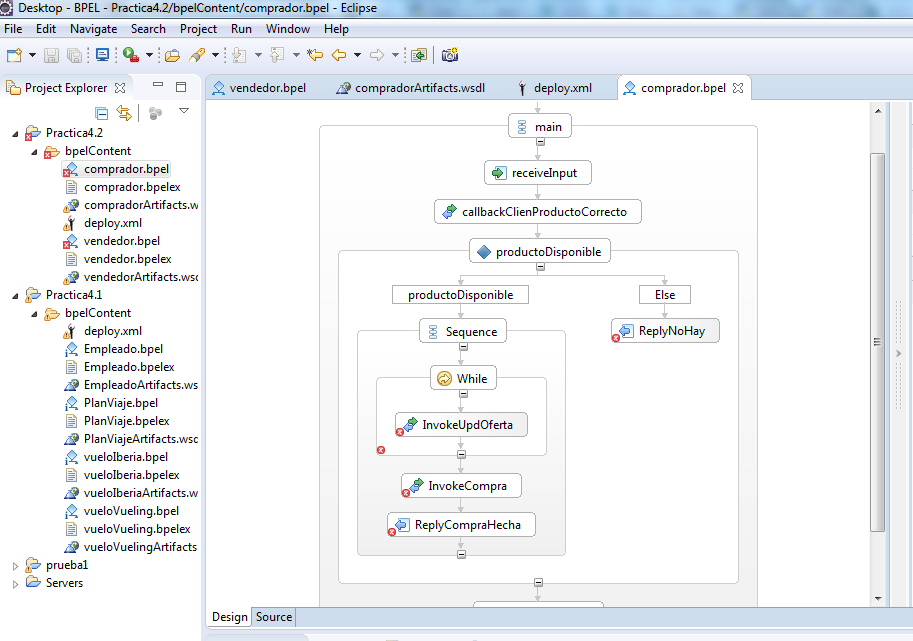 Desktop - BPEL - Practica4.2/bpelContent/comprador.bpel - Eclipse
File Edit Navigate Search Project Run Window Help
Project Explorer
vendedor.bpel
compradorArtifacts.wsdl
deploy.xml
comprador.bpel
Practica4.2
bpelContent
comprador.bpel
comprador.bpelex
compradorArtifacts.w
deploy.xml
vendedor.bpel
vendedor.bpelex
vendedorArtifacts.wsc
Practica4.1
bpelContent
deploy.xml
Empleado.bpel
Empleado.bpelex
EmpleadoArtifacts.ws
PlanViaje.bpel
PlanViaje.bpelex
PlanViajeArtifacts.wsc
vueloIberia.bpel
vueloIberia.bpelex
vueloIberiaArtifacts.w
vueloVueling.bpel
vueloVueling.bpelex
vueloVuelingArtifacts
prueba1
Servers
main
receiveInput
callbackClienProductoCorrecto
productoDisponible
productoDisponible
Else
Sequence
ReplyNoHay
While
InvokeUpdOferta
InvokeCompra
ReplyCompraHecha
Design Source